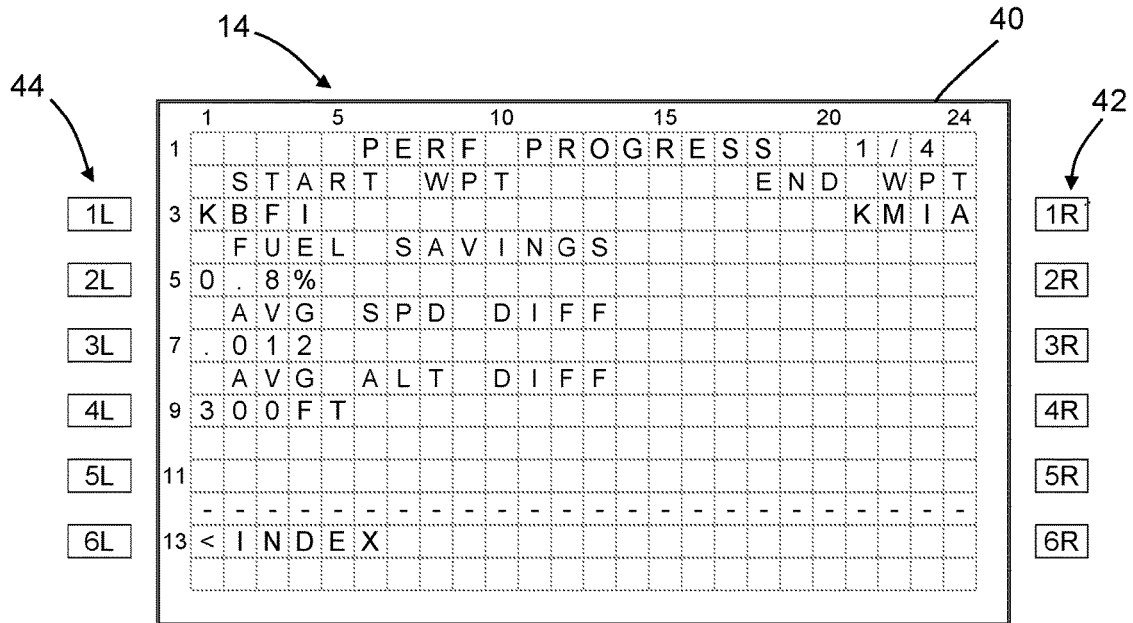 14
40
44
42
1 5 10 15 20 24
1 PERF PROGRESS 1/4
START WPT END WPT
1L 3 KBFI KMIA 1R
FUEL SAVINGS
2L 5 0.8% 2R
AVG SPD DIFF
3L 7 .012 3R
AVG ALT DIFF
4L 9 300FT 4R
5L 11 5R
- - - - - - - - - - - - - - - - - - - - - - - -
6L 13 <INDEX 6R